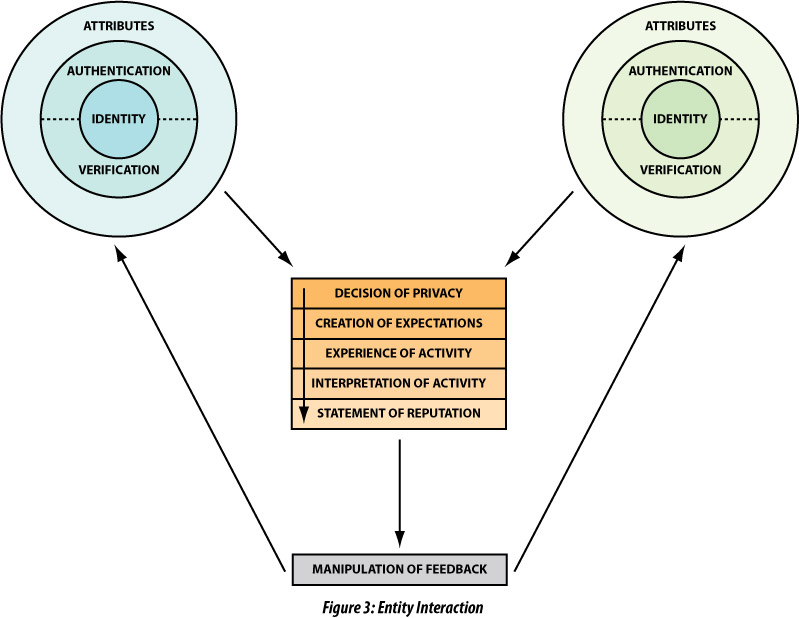 ATTRIBUTES
AUTHENTICATION
IDENTITY
VERIFICATION
ATTRIBUTES
AUTHENTICATION
IDENTITY
VERIFICATION
DECISION OF PRIVACY
CREATION OF EXPECTATIONS
EXPERIENCE OF ACTIVITY
INTERPRETATION OF ACTIVITY
STATEMENT OF REPUTATION
MANIPULATION OF FEEDBACK
Figure 3: Entity Interaction